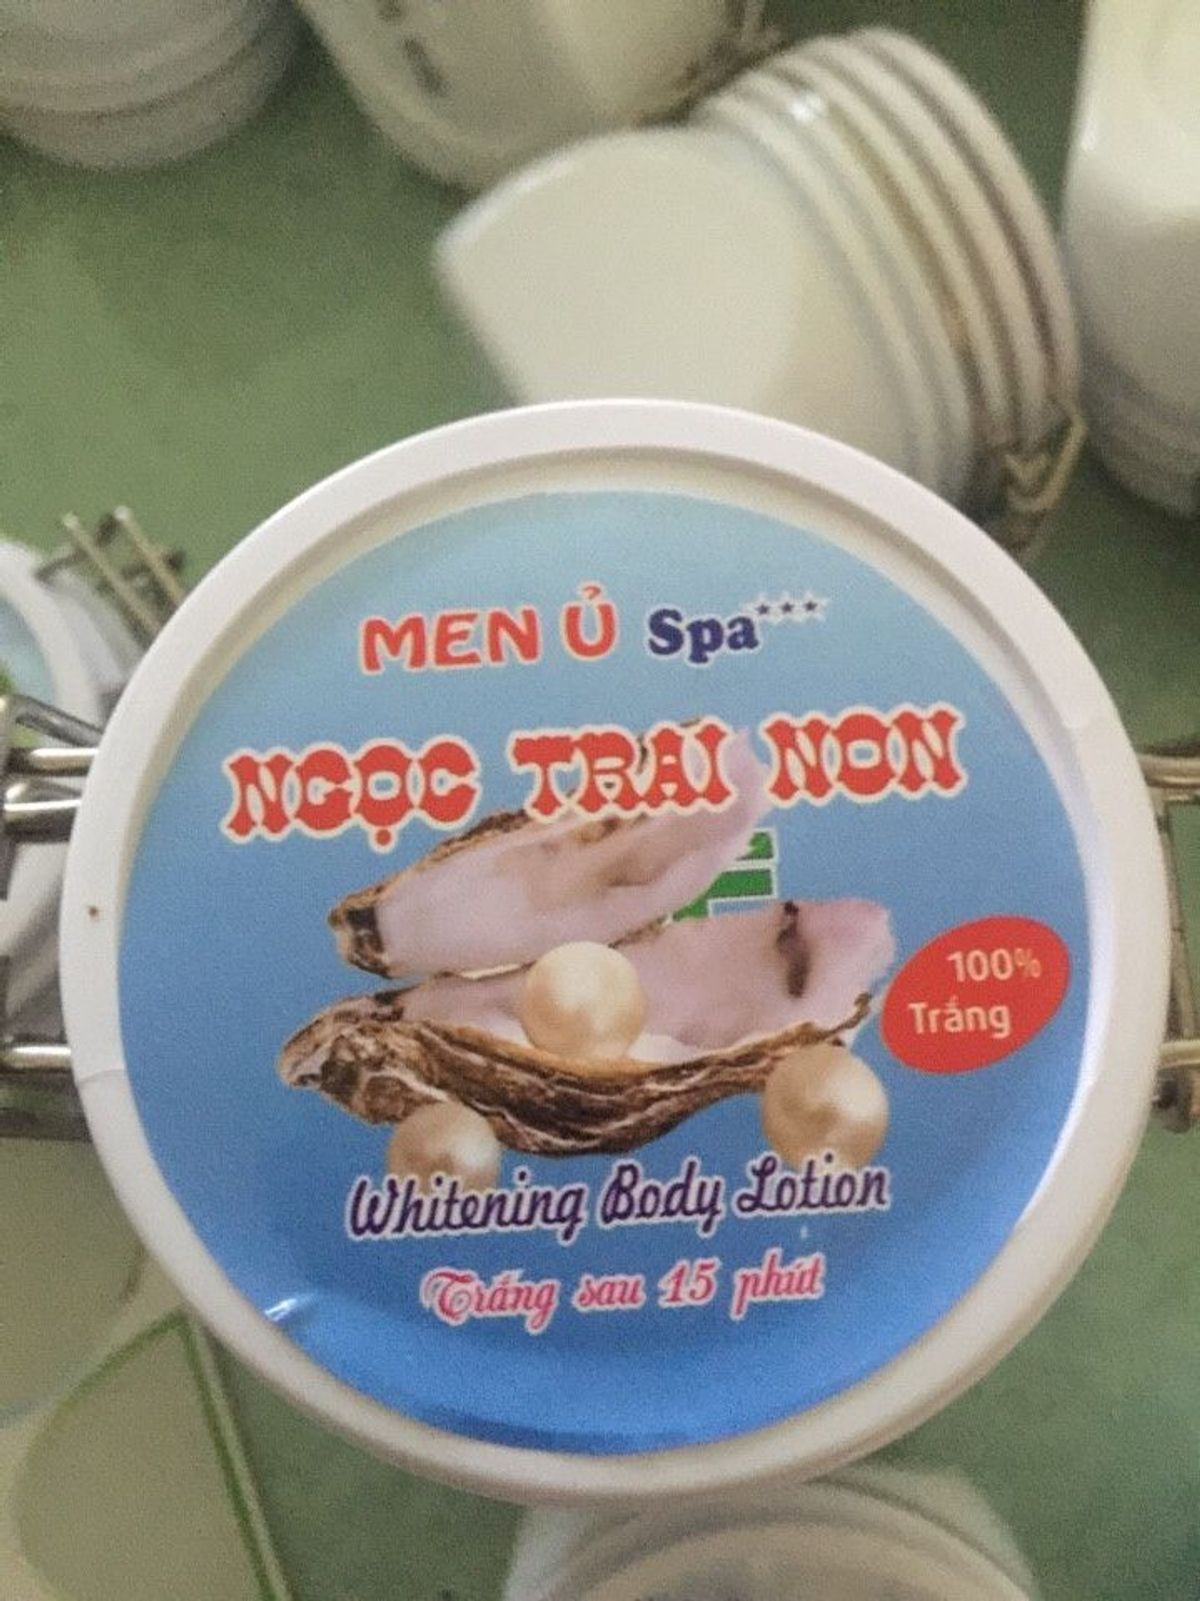 MEN Ủ Spa***
NGỌC TRAI NON
100%
Trắng
Whitening Body Lotion
Trắng sau 15 phút